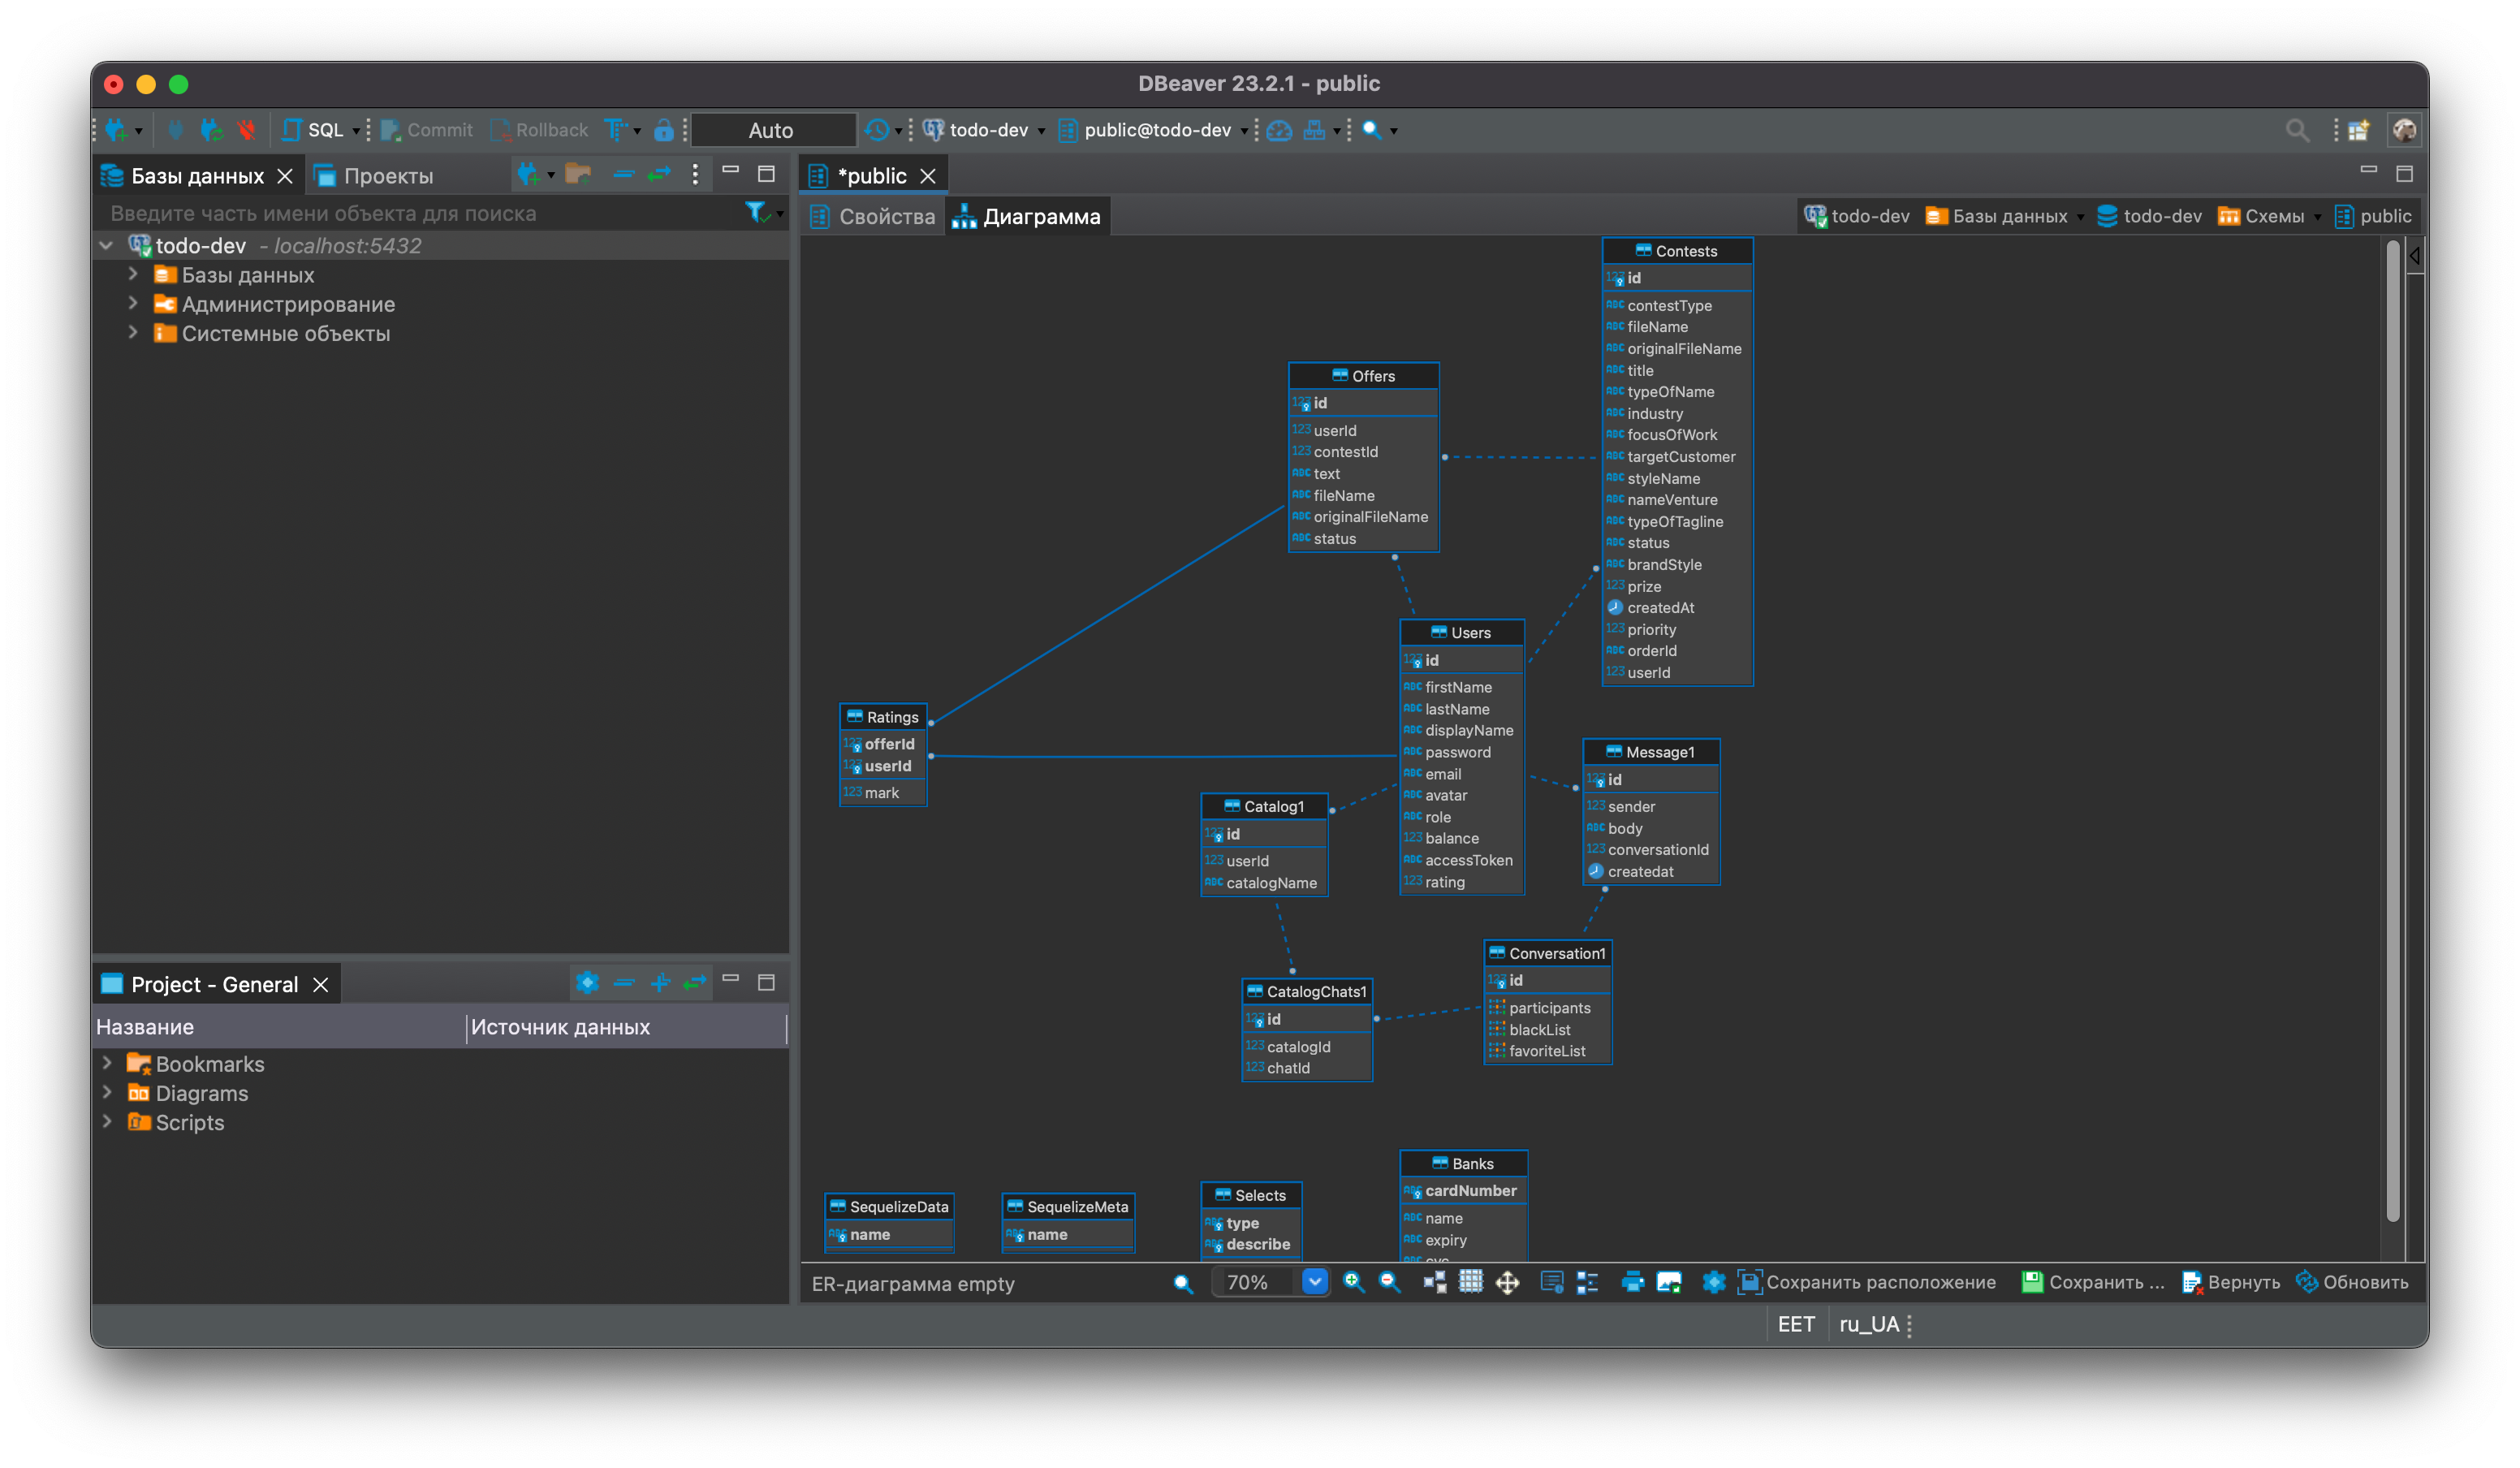 DBeaver 23.2.1 - public
SQL Commit Rollback Auto todo-dev public@todo-dev
Базы данных Проекты
Введите часть имени объекта для поиска
todo-dev - localhost:5432
Базы данных
Администрирование
Системные объекты
Project - General
Название Источник данных
Bookmarks
Diagrams
Scripts
*public
Свойства Диаграмма
todo-dev Базы данных todo-dev Схемы public
Contests
id
contestType
fileName
originalFileName
title
typeOfName
industry
focusOfWork
targetCustomer
styleName
nameVenture
typeOfTagline
status
brandStyle
prize
createdAt
priority
orderId
userId
Offers
id
userId
contestId
text
fileName
originalFileName
status
Users
id
firstName
lastName
displayName
password
email
avatar
role
balance
accessToken
rating
Ratings
offerId
userId
mark
Message1
id
sender
body
conversationId
createdat
Catalog1
id
userId
catalogName
Conversation1
id
participants
blackList
favoriteList
CatalogChats1
id
catalogId
chatId
Banks
cardNumber
name
expiry
SequelizeData
name
SequelizeMeta
name
Selects
type
describe
ER-диаграмма empty
70%
Сохранить расположение Сохранить ... Вернуть Обновить
EET ru_UA